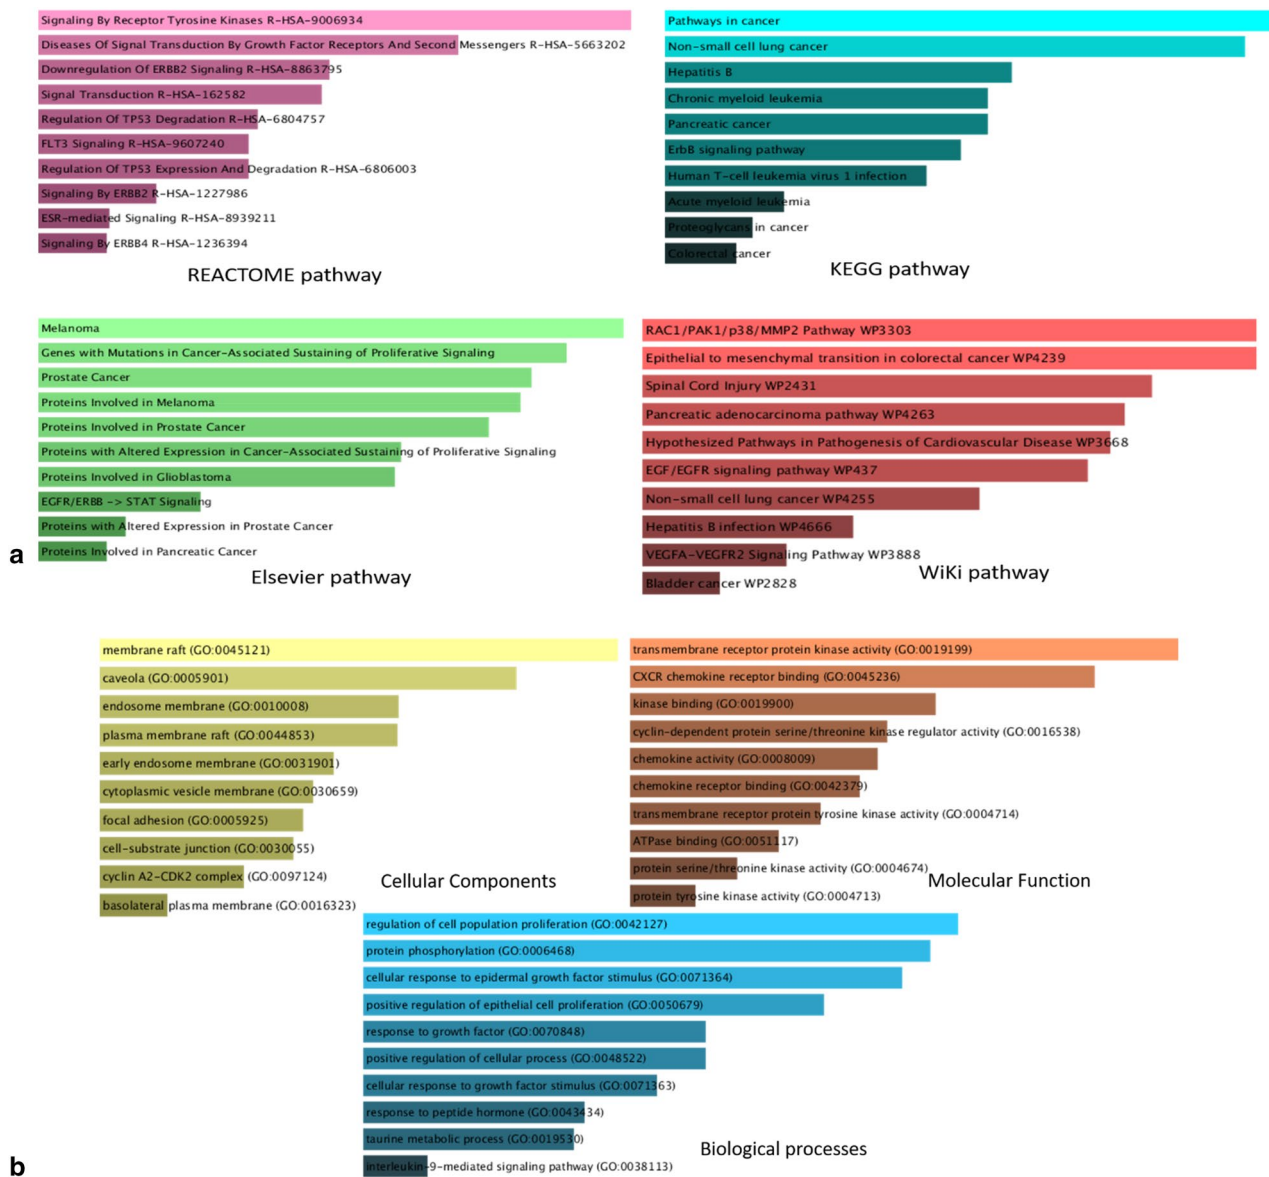 Signaling By Receptor Tyrosine Kinases R-HSA-9006934
Diseases Of Signal Transduction By Growth Factor Receptors And Second Messengers R-HSA-5663202
Downregulation Of ERBB2 Signaling R-HSA-8863795
Signal Transduction R-HSA-162582
Regulation Of TP53 Degradation R-HSA-6804757
FLT3 Signaling R-HSA-9607240
Regulation Of TP53 Expression And Degradation R-HSA-6806003
Signaling By ERBB2 R-HSA-1227986
ESR-mediated Signaling R-HSA-8939211
Signaling By ERBB4 R-HSA-1236394
REACTOME pathway
Pathways in cancer
Non-small cell lung cancer
Hepatitis B
Chronic myeloid leukemia
Pancreatic cancer
ErbB signaling pathway
Human T-cell leukemia virus 1 infection
Acute myeloid leukemia
Proteoglycans in cancer
Colorectal cancer
KEGG pathway
Melanoma
Genes with Mutations in Cancer-Associated Sustaining of Proliferative Signaling
Prostate Cancer
Proteins Involved in Melanoma
Proteins Involved in Prostate Cancer
Proteins with Altered Expression in Cancer-Associated Sustaining of Proliferative Signaling
Proteins Involved in Glioblastoma
EGFR/ERBB -> STAT Signaling
Proteins with Altered Expression in Prostate Cancer
Proteins Involved in Pancreatic Cancer
Elsevier pathway
RAC1/PAK1/p38/MMP2 Pathway WP3303
Epithelial to mesenchymal transition in colorectal cancer WP4239
Spinal Cord Injury WP2431
Pancreatic adenocarcinoma pathway WP4263
Hypothesized Pathways in Pathogenesis of Cardiovascular Disease WP3668
EGF/EGFR signaling pathway WP437
Non-small cell lung cancer WP4255
Hepatitis B infection WP4666
VEGFA-VEGFR2 Signaling Pathway WP3888
Bladder cancer WP2828
WiKi pathway
a
membrane raft (GO:0045121)
caveola (GO:0005901)
endosome membrane (GO:0010008)
plasma membrane raft (GO:0044853)
early endosome membrane (GO:0031901)
cytoplasmic vesicle membrane (GO:0030659)
focal adhesion (GO:0005925)
cell-substrate junction (GO:0030055)
cyclin A2-CDK2 complex (GO:0097124)
basolateral plasma membrane (GO:0016323)
Cellular Components
transmembrane receptor protein kinase activity (GO:0019199)
CXCR chemokine receptor binding (GO:0045236)
kinase binding (GO:0019900)
cyclin-dependent protein serine/threonine kinase regulator activity (GO:0016538)
chemokine activity (GO:0008009)
chemokine receptor binding (GO:0042379)
transmembrane receptor protein tyrosine kinase activity (GO:0004714)
ATPase binding (GO:0051117)
protein serine/threonine kinase activity (GO:0004674)
protein tyrosine kinase activity (GO:0004713)
Molecular Function
regulation of cell population proliferation (GO:0042127)
protein phosphorylation (GO:0006468)
cellular response to epidermal growth factor stimulus (GO:0071364)
positive regulation of epithelial cell proliferation (GO:0050679)
response to growth factor (GO:0070848)
positive regulation of cellular process (GO:0048522)
cellular response to growth factor stimulus (GO:0071363)
response to peptide hormone (GO:0043434)
taurine metabolic process (GO:0019530)
interleukin-9-mediated signaling pathway (GO:0038113)
Biological processes
b